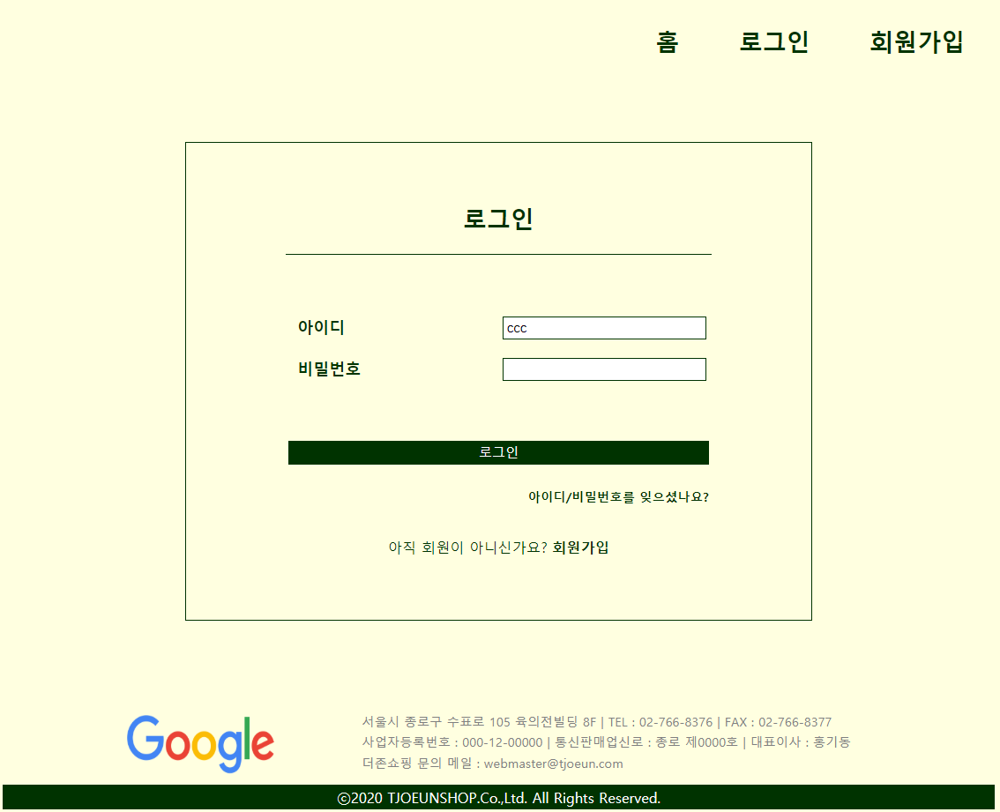 홈 로그인 회원가입
로그인
아이디 ccc
비밀번호
로그인
아이디/비밀번호를 잊으셨나요?
아직 회원이 아니신가요? 회원가입
Google
서울시 종로구 수표로 105 육의전빌딩 8F | TEL : 02-766-8376 | FAX : 02-766-8377
사업자등록번호 : 000-12-00000 | 통신판매업신로 : 종로 제0000호 | 대표이사 : 홍기동
더존쇼핑 문의 메일 : webmaster@tjoeun.com
ⓒ2020 TJOEUNSHOP.Co.,Ltd. All Rights Reserved.